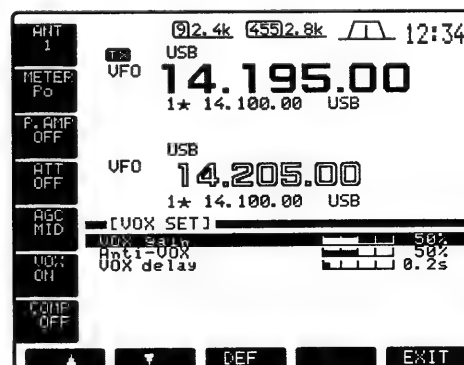 ANT
1
METER
Po
P.AMP
OFF
ATT
OFF
AGC
MID
VOX
ON
COMP
OFF
[9]2.4k [455]2.8k 12:34
TX USB
VFO 14.195.00
1★ 14.100.00 USB
USB
VFO 14.205.00
1★ 14.100.00 USB
[VOX SET]
VOX gain 50%
Anti-VOX 50%
VOX delay 0.2s
▲ ▼ DEF EXIT